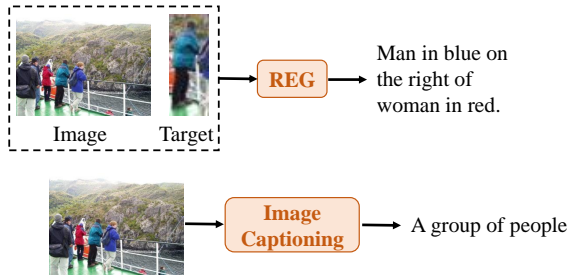 Image
Target
REG
Man in blue on
the right of
woman in red.
Image
Captioning
A group of people